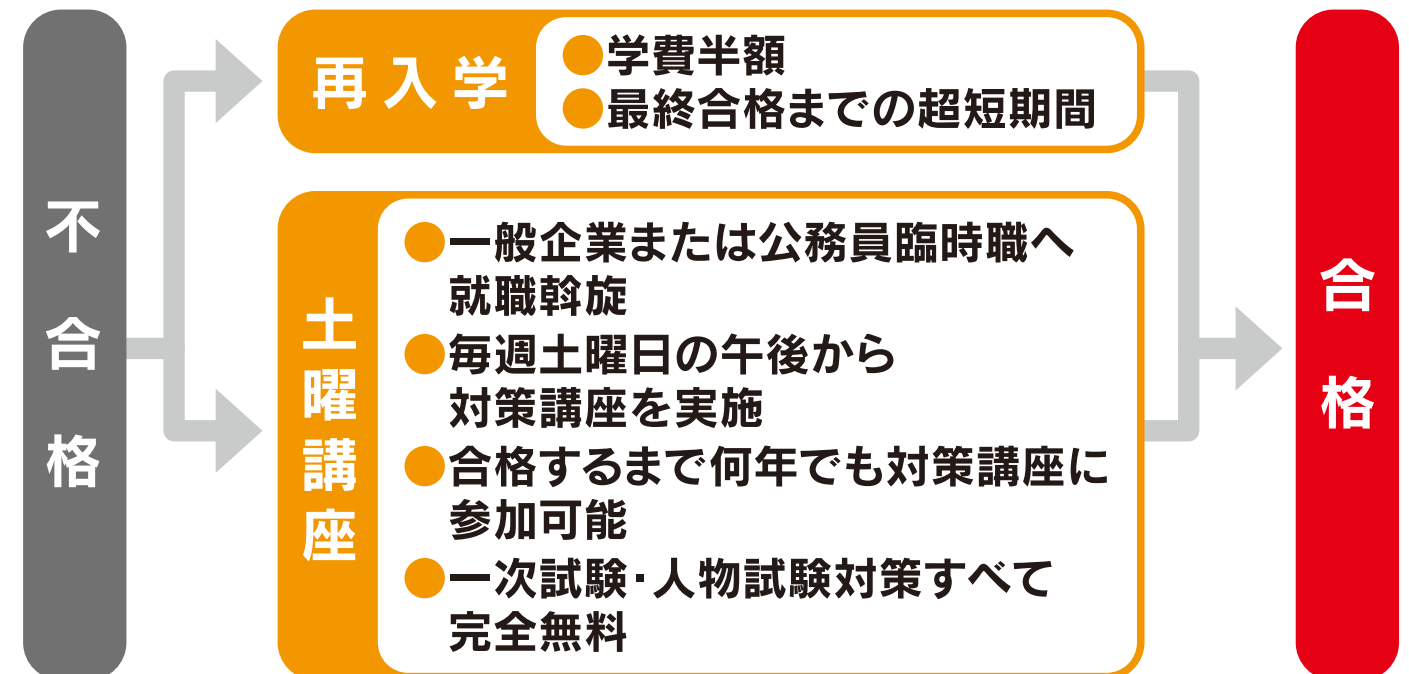 不合格
再入学
●学費半額
●最終合格までの超短期間
土曜講座
●一般企業または公務員臨時職へ
就職斡旋
●毎週土曜日の午後から
対策講座を実施
●合格するまで何年でも対策講座に
参加可能
●一次試験・人物試験対策すべて
完全無料
合格